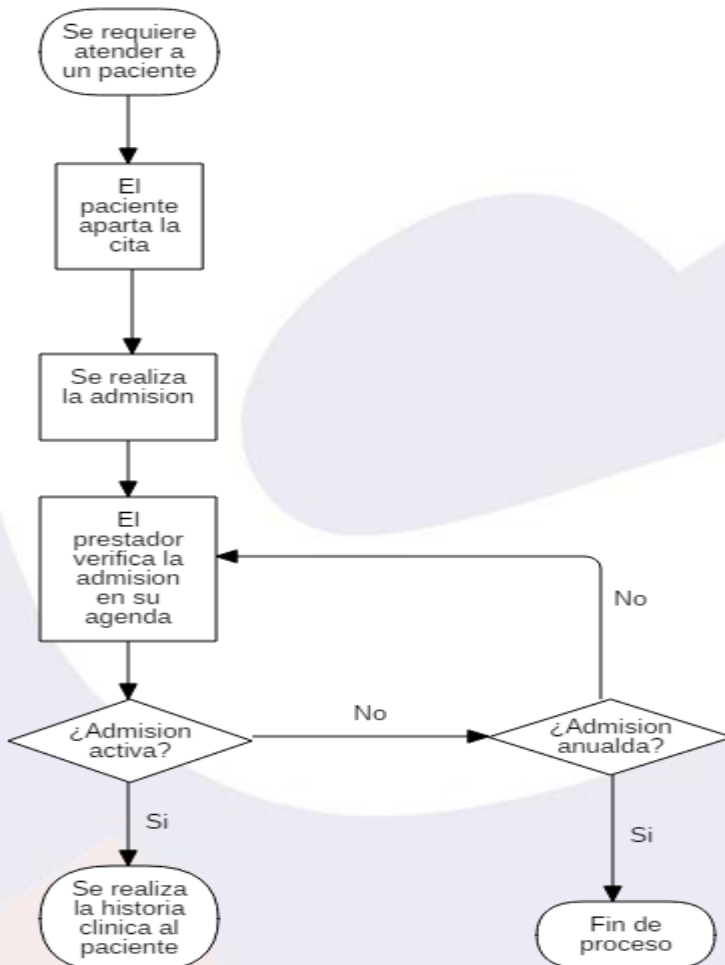 Se requiere
atender a
un paciente
El
paciente
aparta la
cita
Se realiza
la admision
El
prestador
verifica la
admision
en su
agenda
No
¿Admision
activa?
No
¿Admision
anualda?
Si
Si
Se realiza
la historia
clinica al
paciente
Fin de
proceso